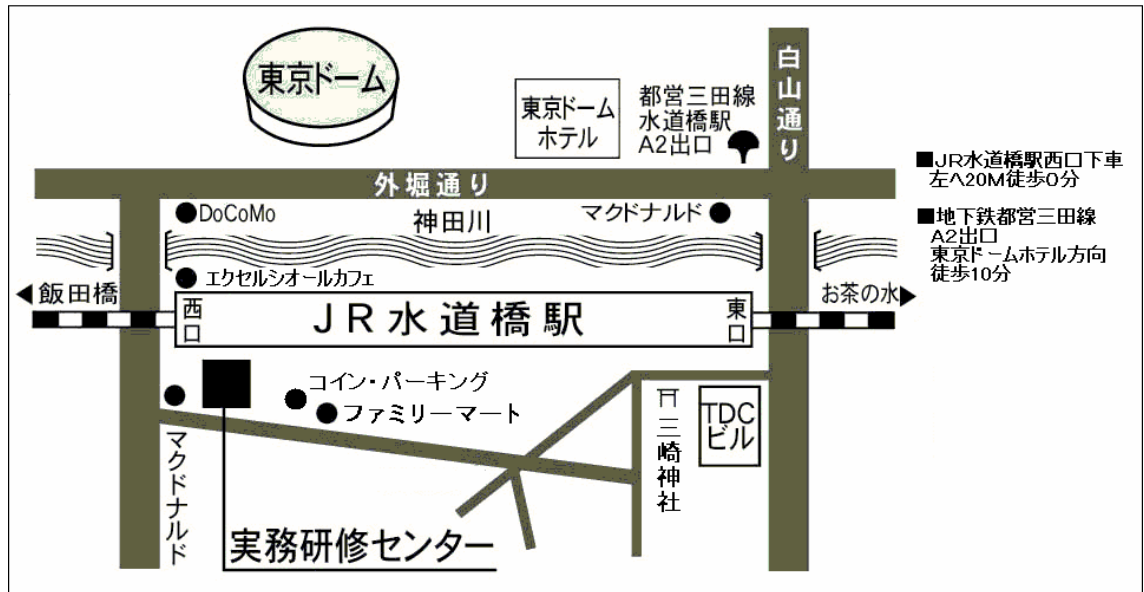 東京ドーム
東京ドーム
ホテル
都営三田線
水道橋駅
A2出口
白山通り
■JR水道橋駅西口下車
左へ20M徒歩0分
■地下鉄都営三田線
A2出口
東京ドームホテル方向
徒歩10分
外堀通り
DoCoMo
神田川
マクドナルド
エクセルシオールカフェ
飯田橋
お茶の水
西口
JR水道橋駅
東口
コイン・パーキング
ファミリーマート
マクドナルド
三崎神社
TDC
ビル
実務研修センター